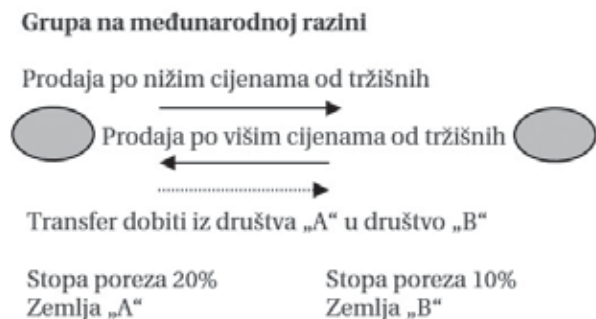 Grupa na međunarodnoj razini
Prodaja po nižim cijenama od tržišnih
Prodaja po višim cijenama od tržišnih
Transfer dobiti iz društva „A“ u društvo „B“
Stopa poreza 20%
Zemlja „A“
Stopa poreza 10%
Zemlja „B“